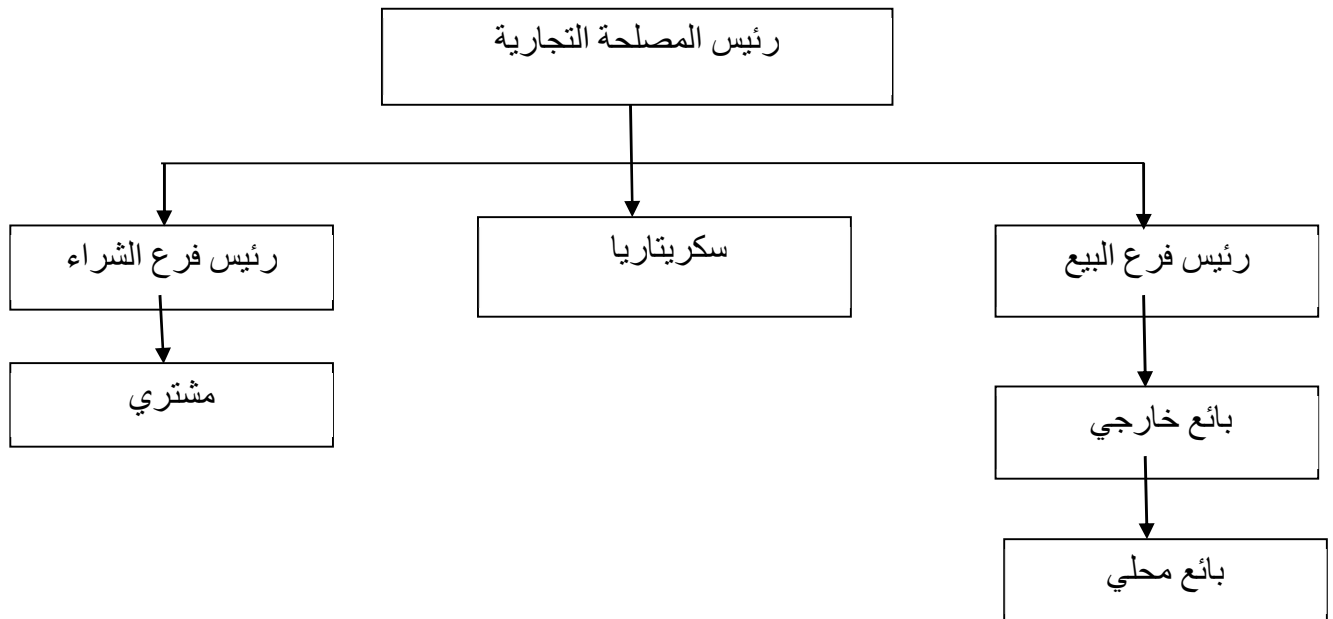 رئيس المصلحة التجارية
رئيس فرع البيع
سكريتاريا
رئيس فرع الشراء
بائع خارجي
مشتري
بائع محلي